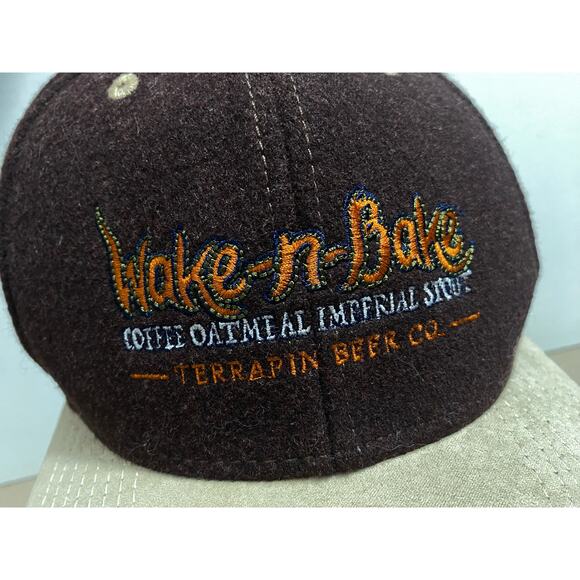 Wake-n-Bake
COFFEE OATMEAL IMPERIAL STOUT
— TERRAPIN BEER CO. —